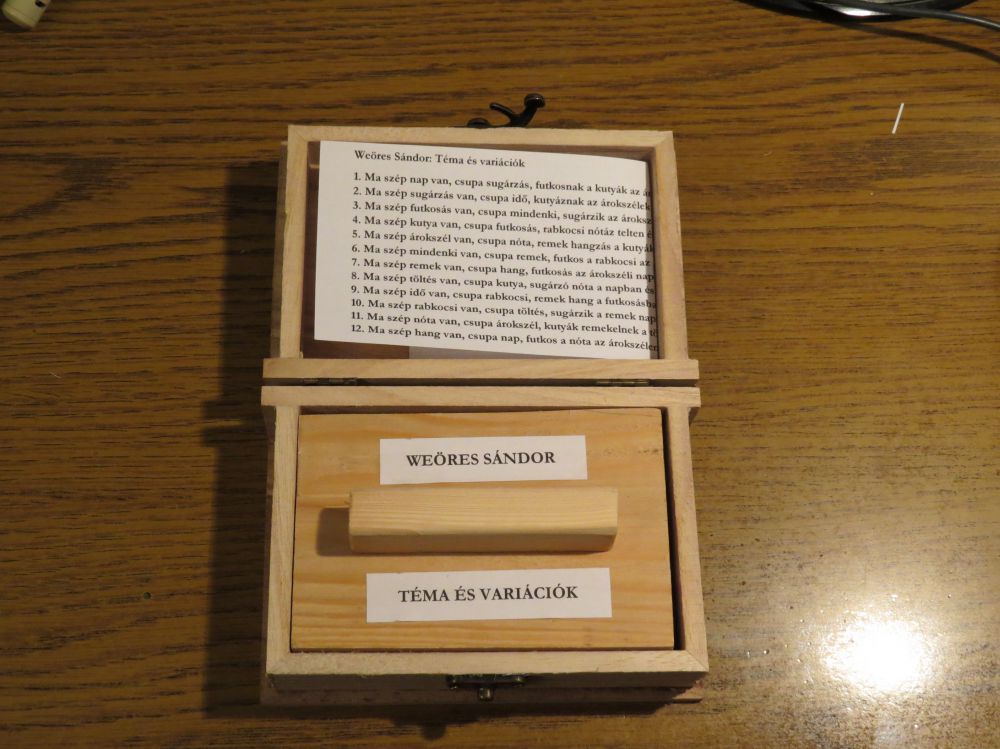 Weöres Sándor: Téma és variációk
1. Ma szép nap van, csupa sugárzás, futkosnak a kutyák az
2. Ma szép sugárzás van, csupa idő, kutyáznak az árokszélek
3. Ma szép futkosás van, csupa mindenki, sugárzik az
4. Ma szép kutya van, csupa futkosás, rabkocsi nótáz telten
5. Ma szép árokszél van, csupa nóta, remek hangzás a
6. Ma szép mindenki van, csupa remek, futkos a rabkocsi az
7. Ma szép remek van, csupa hang, futkosás az árokszéli
8. Ma szép töltés van, csupa kutya, sugárzó nóta a napban
9. Ma szép idő van, csupa rabkocsi, remek hang a
10. Ma szép rabkocsi van, csupa töltés, sugárzik a remek
11. Ma szép nóta van, csupa árokszél, kutyák remekelnek a
12. Ma szép hang van, csupa nap, futkos a nóta az
WEÖRES SÁNDOR
TÉMA ÉS VARIÁCIÓK